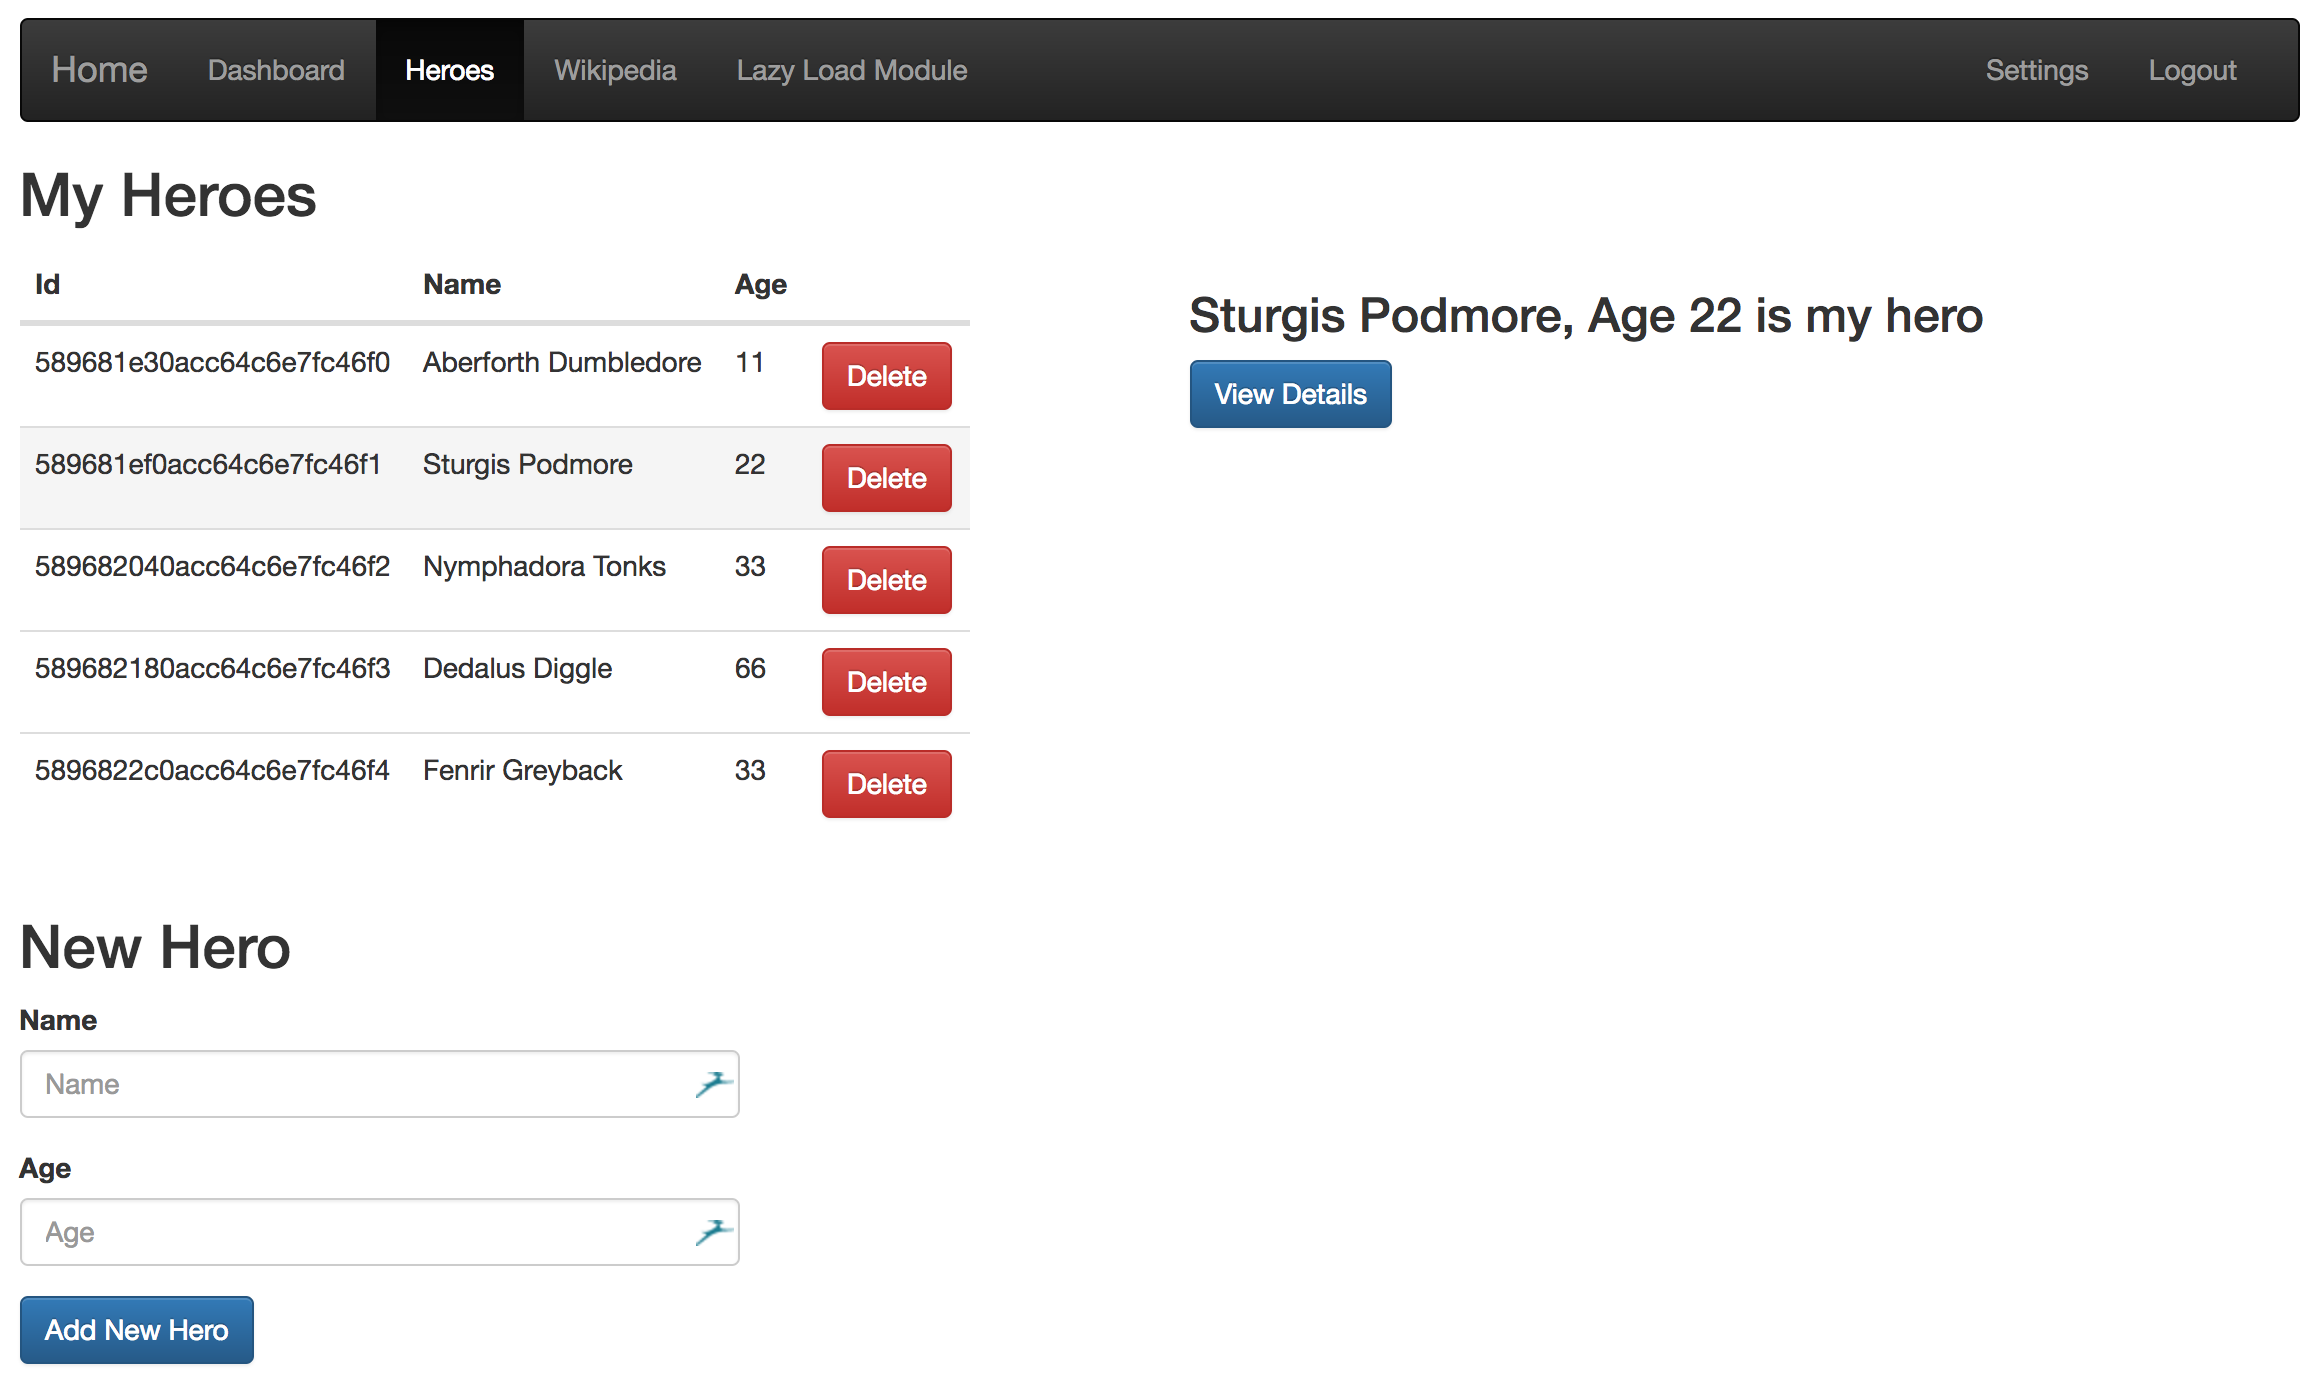 Home Dashboard Heroes Wikipedia Lazy Load Module Settings Logout
My Heroes
Id Name Age
589681e30acc64c6e7fc46f0 Aberforth Dumbledore 11 Delete
589681ef0acc64c6e7fc46f1 Sturgis Podmore 22 Delete
589682040acc64c6e7fc46f2 Nymphadora Tonks 33 Delete
589682180acc64c6e7fc46f3 Dedalus Diggle 66 Delete
5896822c0acc64c6e7fc46f4 Fenrir Greyback 33 Delete
Sturgis Podmore, Age 22 is my hero
View Details
New Hero
Name
Name
Age
Age
Add New Hero